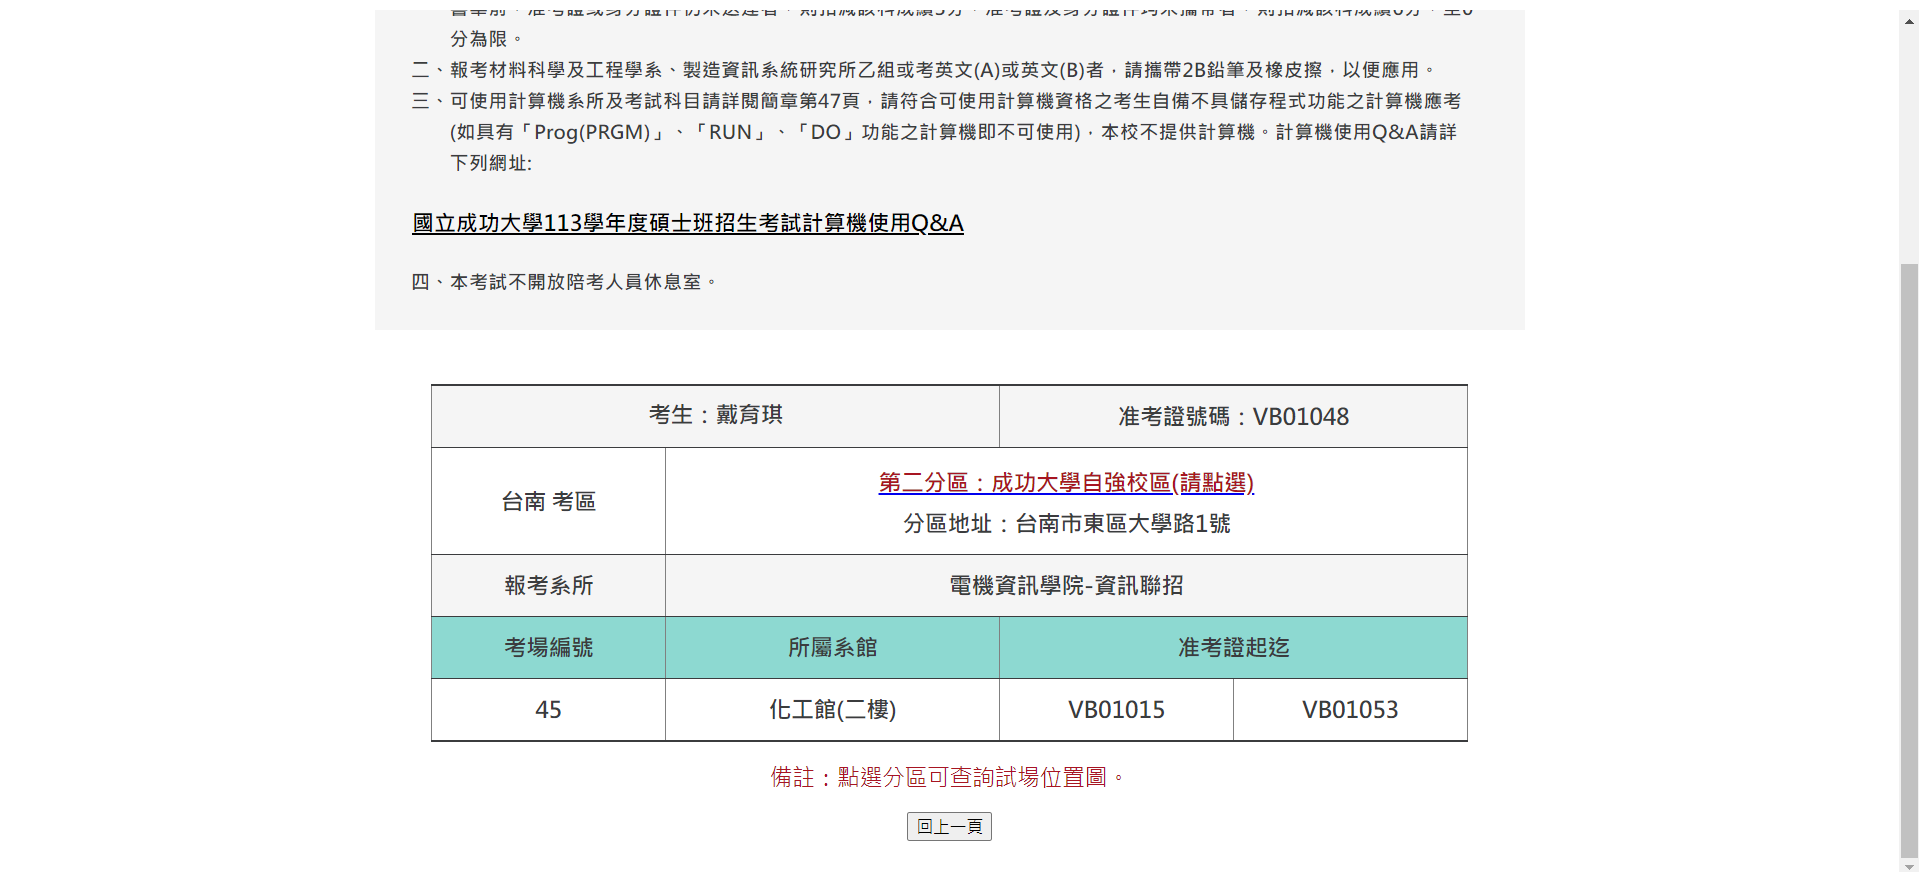 分為限。
二、報考材料科學及工程學系、製造資訊系統研究所乙組或考英文(A)或英文(B)者，請攜帶2B鉛筆及橡皮擦，以便應用。
三、可使用計算機系所及考試科目請詳閱簡章第47頁，請符合可使用計算機資格之考生自備不具儲存程式功能之計算機應考
(如具有「Prog(PRGM)」、「RUN」、「DO」功能之計算機即不可使用)，本校不提供計算機。計算機使用Q&A請詳
下列網址:
國立成功大學113學年度碩士班招生考試計算機使用Q&A
四、本考試不開放陪考人員休息室。
考生：戴育琪 准考證號碼：VB01048
台南 考區
第二分區：成功大學自強校區(請點選)
分區地址：台南市東區大學路1號
報考系所 電機資訊學院-資訊聯招
考場編號 所屬系館 准考證起迄
45 化工館(二樓) VB01015 VB01053
備註：點選分區可查詢試場位置圖。
回上一頁